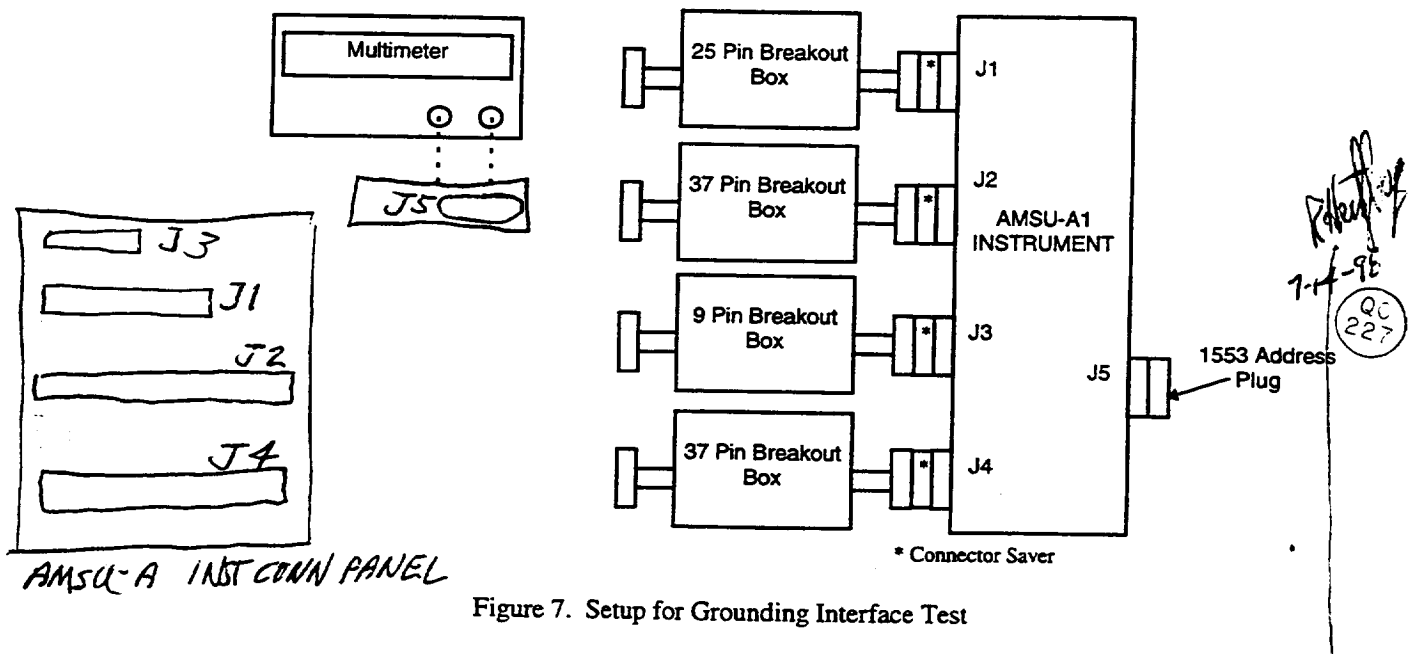 Multimeter
J5
J3
J1
J2
J4
AMSU-A INST CONN PANEL
25 Pin Breakout
Box
*
J1
37 Pin Breakout
Box
*
J2
AMSU-A1
INSTRUMENT
9 Pin Breakout
Box
*
J3
37 Pin Breakout
Box
*
J4
J5
1553 Address
Plug
QC
227
* Connector Saver
Figure 7. Setup for Grounding Interface Test